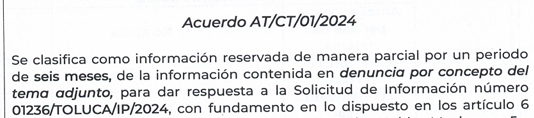 Acuerdo AT/CT/01/2024
Se clasifica como información reservada de manera parcial por un periodo
de seis meses, de la información contenida en denuncia por concepto del
tema adjunto, para dar respuesta a la Solicitud de Información número
01236/TOLUCA/IP/2024, con fundamento en lo dispuesto en los artículo 6